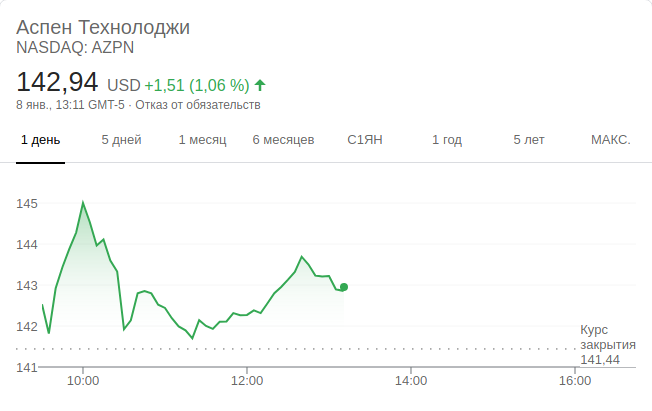 Аспен Технолоджи
NASDAQ: AZPN
142,94 USD +1,51 (1,06 %)
8 янв., 13:11 GMT-5 · Отказ от обязательств
1 день 5 дней 1 месяц 6 месяцев С1ЯН 1 год 5 лет МАКС.
145
144
143
142
Курс
закрытия
141,44
141
10:00 12:00 14:00 16:00